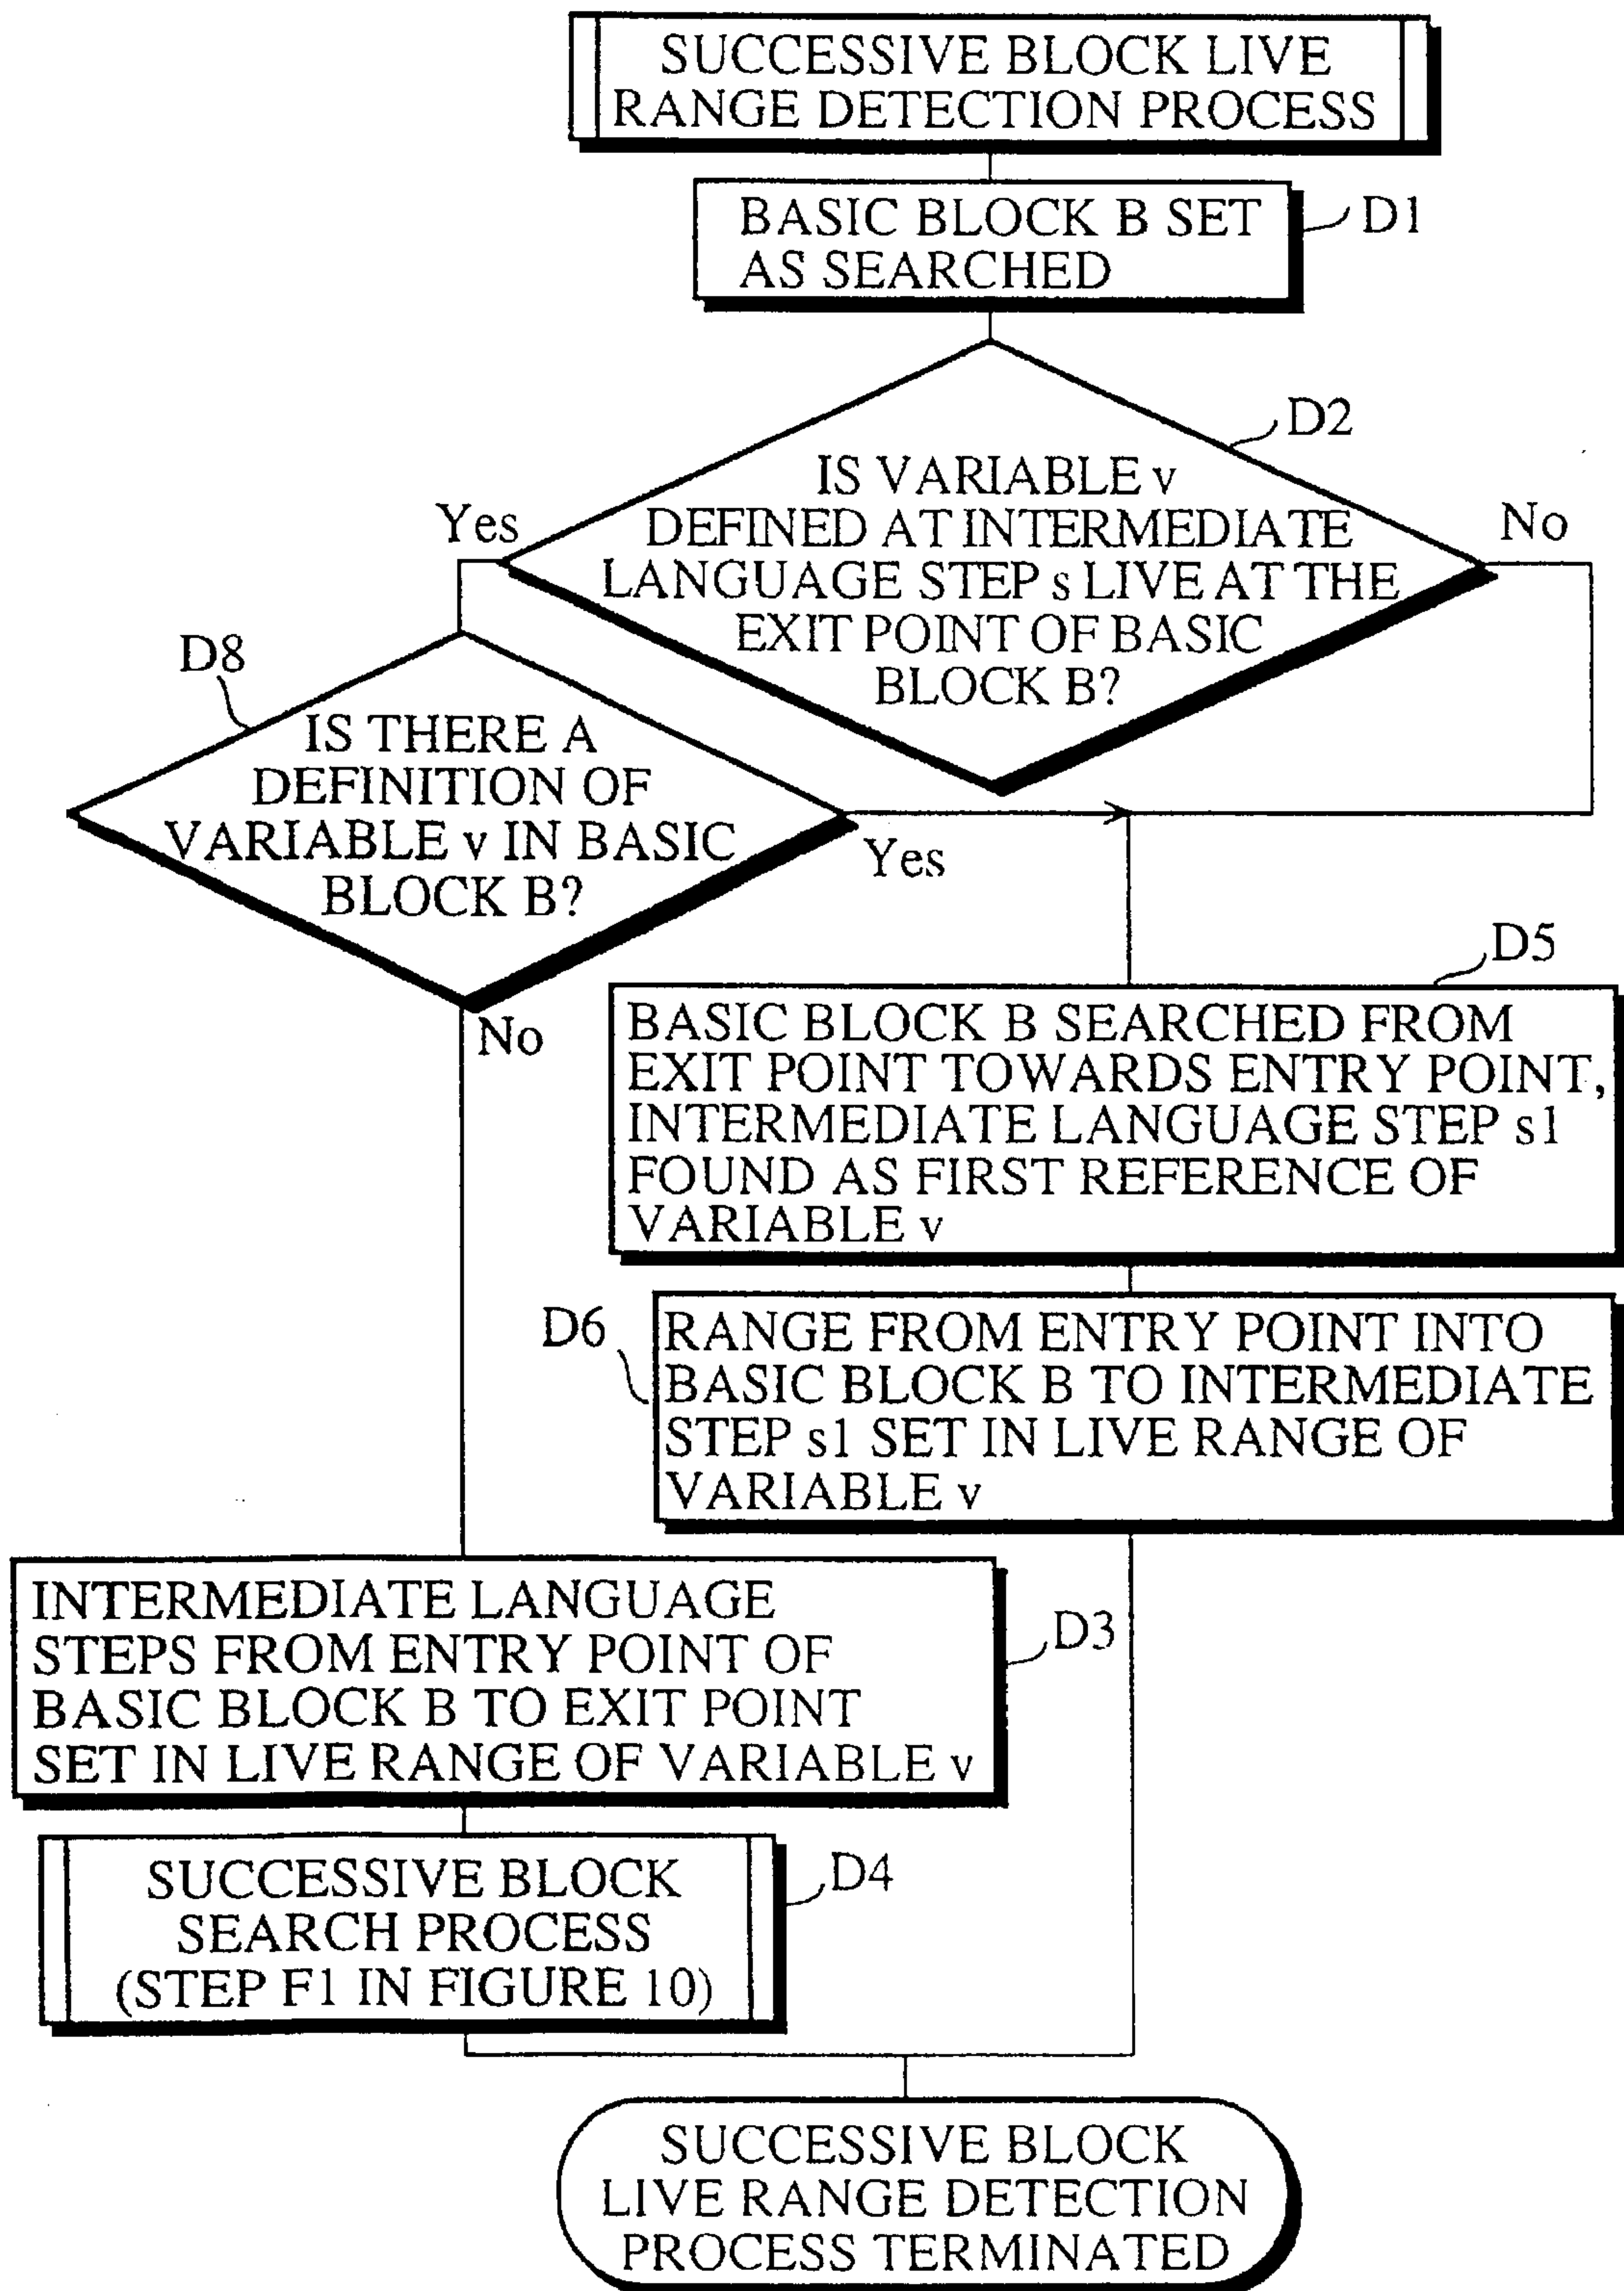 SUCCESSIVE BLOCK LIVE
RANGE DETECTION PROCESS
BASIC BLOCK B SET
AS SEARCHED
D1
D2
IS VARIABLE v
DEFINED AT INTERMEDIATE
LANGUAGE STEP s LIVE AT THE
EXIT POINT OF BASIC
BLOCK B?
Yes
No
D8
IS THERE A
DEFINITION OF
VARIABLE v IN BASIC
BLOCK B?
Yes
No
D5
BASIC BLOCK B SEARCHED FROM
EXIT POINT TOWARDS ENTRY POINT,
INTERMEDIATE LANGUAGE STEP s1
FOUND AS FIRST REFERENCE OF
VARIABLE v
D6
RANGE FROM ENTRY POINT INTO
BASIC BLOCK B TO INTERMEDIATE
STEP s1 SET IN LIVE RANGE OF
VARIABLE v
INTERMEDIATE LANGUAGE
STEPS FROM ENTRY POINT OF
BASIC BLOCK B TO EXIT POINT
SET IN LIVE RANGE OF VARIABLE v
D3
SUCCESSIVE BLOCK
SEARCH PROCESS
(STEP F1 IN FIGURE 10)
D4
SUCCESSIVE BLOCK
LIVE RANGE DETECTION
PROCESS TERMINATED